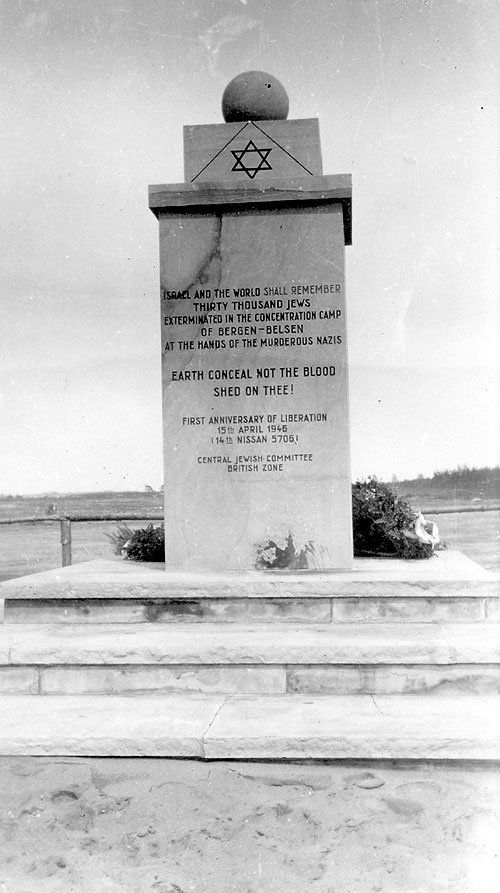 ISRAEL AND THE WORLD SHALL REMEMBER
THIRTY THOUSAND JEWS
EXTERMINATED IN THE CONCENTRATION CAMP
OF BERGEN-BELSEN
AT THE HANDS OF THE MURDEROUS NAZIS
EARTH CONCEAL NOT THE BLOOD
SHED ON THEE!
FIRST ANNIVERSARY OF LIBERATION
15th APRIL 1946
(14th NISSAN 5706)
CENTRAL JEWISH COMMITTEE
BRITISH ZONE